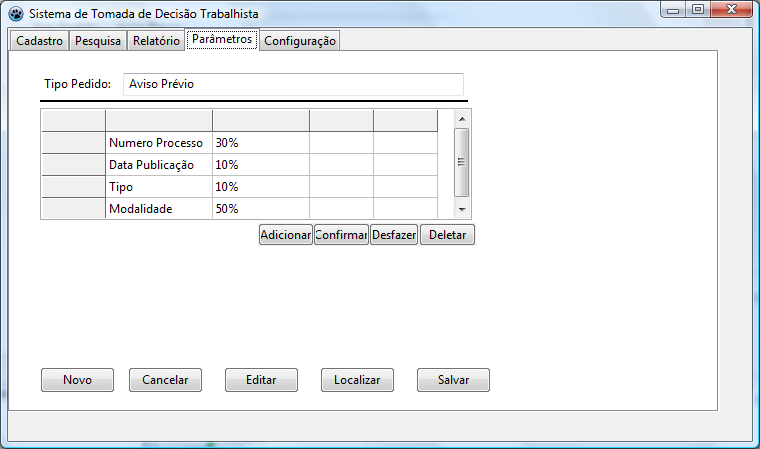 Sistema de Tomada de Decisão Trabalhista
Cadastro Pesquisa Relatório Parâmetros Configuração
Tipo Pedido: Aviso Prévio
Numero Processo 30%
Data Publicação 10%
Tipo 10%
Modalidade 50%
Adicionar Confirmar Desfazer Deletar
Novo Cancelar Editar Localizar Salvar